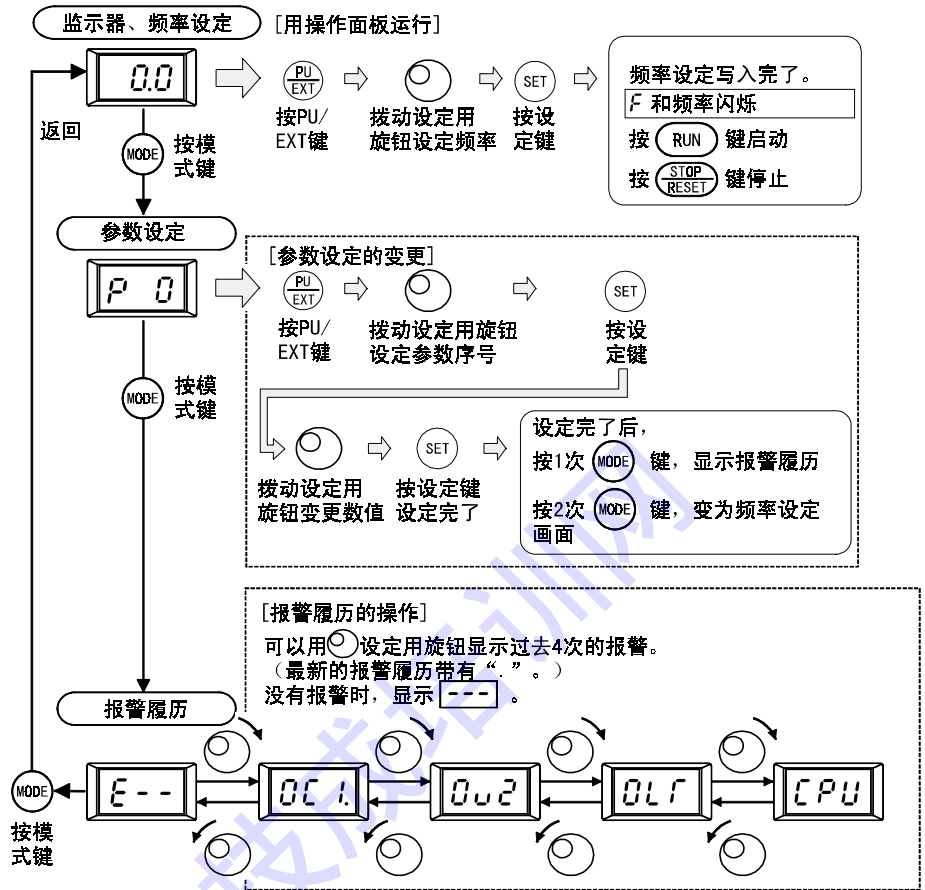 监示器、频率设定
[用操作面板运行]
0.0
PU
EXT
SET
返回
MODE
按模
式键
按PU/
EXT键
拨动设定用
旋钮设定频率
按设
定键
频率设定写入完了。
F 和频率闪烁
按 RUN 键启动
按 STOP
RESET 键停止
参数设定
[参数设定的变更]
P 0
PU
EXT
SET
按PU/
EXT键
拨动设定用旋钮
设定参数序号
按设
定键
MODE
按模
式键
SET
拨动设定用
旋钮变更数值
按设定键
设定完了
设定完了后，
按1次 MODE 键，显示报警履历
按2次 MODE 键，变为频率设定
画面
[报警履历的操作]
可以用设定用旋钮显示过去4次的报警。
（最新的报警履历带有“.”。）
没有报警时，显示 --- 。
报警履历
MODE
按模
式键
E--
OC1.
Ou2
OLT
CPU
技成培训网